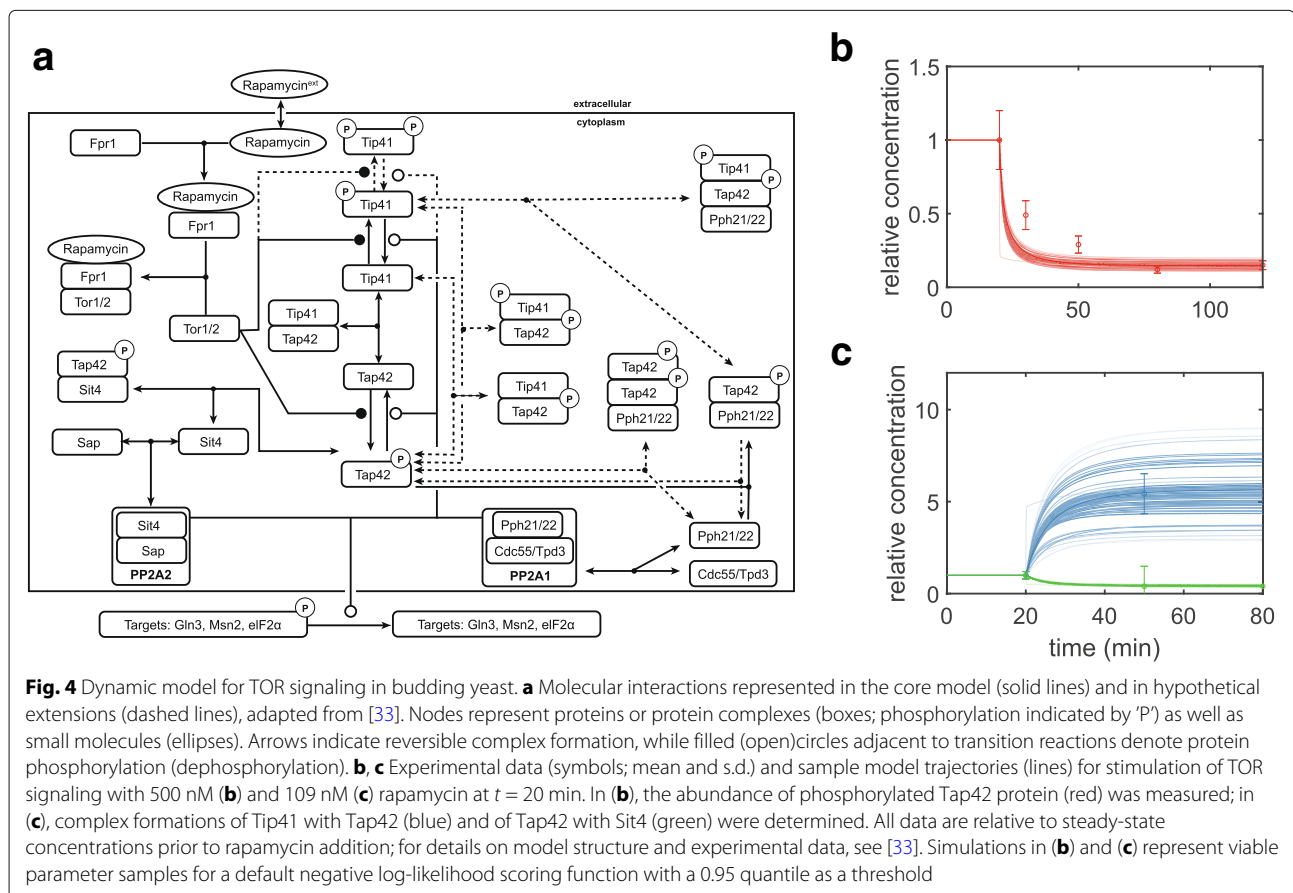 a
Rapamycin^ext
extracellular
cytoplasm
Fpr1
Rapamycin
P
P
Tip41
P
Tip41
P
Tap42
Pph21/22
Rapamycin
Fpr1
P
Tip41
Rapamycin
Fpr1
Tor1/2
Tip41
Tor1/2
Tip41
Tap42
P
Tip41
P
Tap42
P
Tap42
Sit4
Tap42
Tip41
P
Tap42
P
Tap42
P
Tap42
Pph21/22
P
Tap42
Pph21/22
Sap
Sit4
P
Tap42
Sit4
Sap
PP2A2
Pph21/22
Cdc55/Tpd3
PP2A1
Pph21/22
Cdc55/Tpd3
P
Targets: Gln3, Msn2, eIF2α
Targets: Gln3, Msn2, eIF2α
b
relative concentration
1.5
1
0.5
0
0
50
100
c
relative concentration
10
5
0
0
20
40
60
80
time (min)
Fig. 4 Dynamic model for TOR signaling in budding yeast. a Molecular interactions represented in the core model (solid lines) and in hypothetical
extensions (dashed lines), adapted from [33]. Nodes represent proteins or protein complexes (boxes; phosphorylation indicated by 'P') as well as
small molecules (ellipses). Arrows indicate reversible complex formation, while filled (open)circles adjacent to transition reactions denote protein
phosphorylation (dephosphorylation). b, c Experimental data (symbols; mean and s.d.) and sample model trajectories (lines) for stimulation of TOR
signaling with 500 nM (b) and 109 nM (c) rapamycin at t = 20 min. In (b), the abundance of phosphorylated Tap42 protein (red) was measured; in
(c), complex formations of Tip41 with Tap42 (blue) and of Tap42 with Sit4 (green) were determined. All data are relative to steady-state
concentrations prior to rapamycin addition; for details on model structure and experimental data, see [33]. Simulations in (b) and (c) represent viable
parameter samples for a default negative log-likelihood scoring function with a 0.95 quantile as a threshold